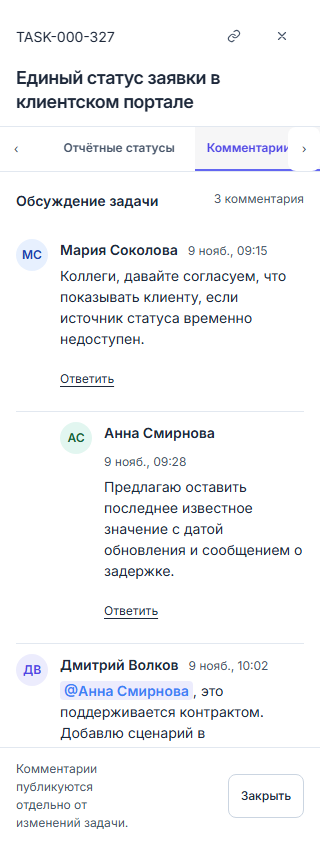 TASK-000-327
Единый статус заявки в
клиентском портале
Отчётные статусы
Комментарии
Обсуждение задачи
3 комментария
МС
Мария Соколова 9 нояб., 09:15
Коллеги, давайте согласуем, что
показывать клиенту, если
источник статуса временно
недоступен.
Ответить
АС
Анна Смирнова
9 нояб., 09:28
Предлагаю оставить
последнее известное
значение с датой
обновления и сообщением о
задержке.
Ответить
ДВ
Дмитрий Волков 9 нояб., 10:02
@Анна Смирнова, это
поддерживается контрактом.
Добавлю сценарий в
Комментарии
публикуются
отдельно от
изменений задачи.
Закрыть